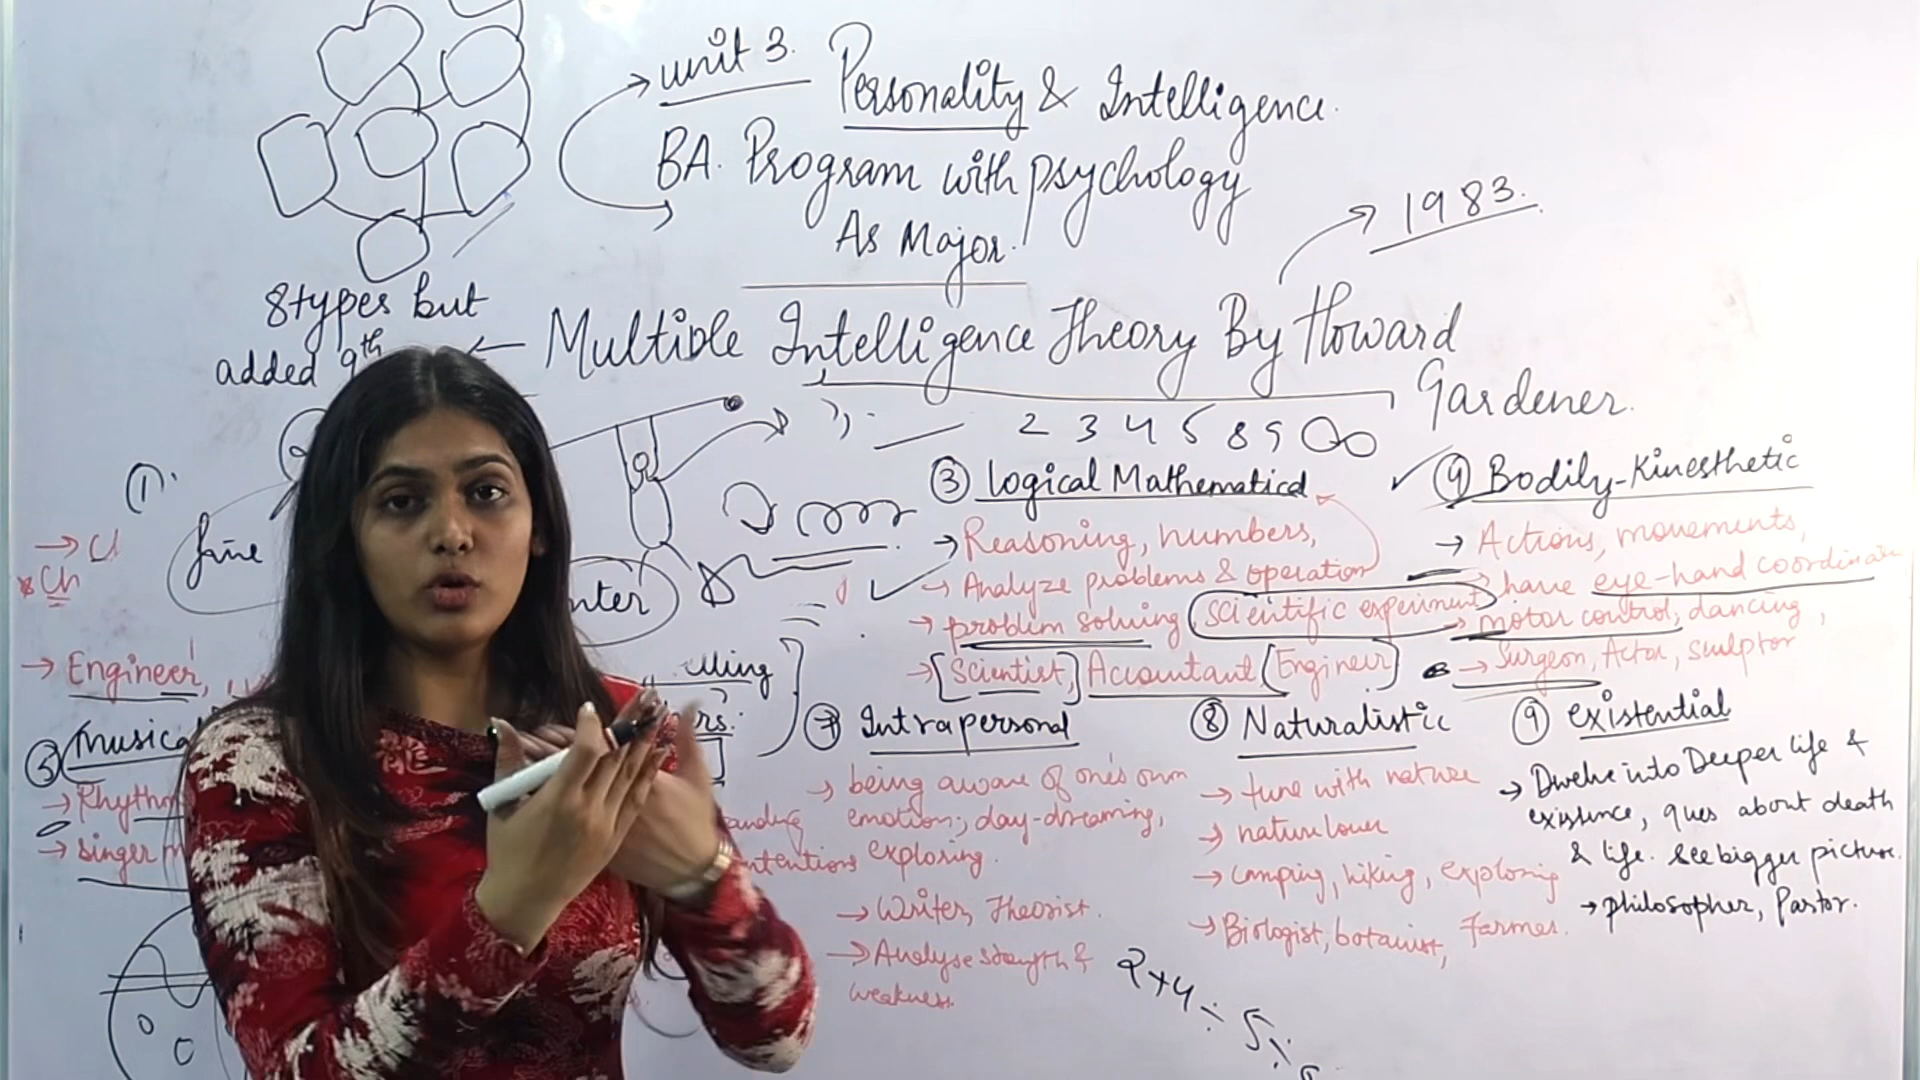 unit 3. Personality & Intelligence.
BA. Program with psychology
As Major.
1983.
8 types but
added 9th
Multiple Intelligence Theory By Howard
Gardener.
2 3 4 5 8 9
①
fine
→ Engineer,
③ Logical Mathematical
→ Reasoning, numbers,
→ Analyze problems & operation
→ problem solving, scientific experiment
→ Scientist, Accountant Engineer
④ Bodily-Kinesthetic
→ Actions, movements,
→ have eye-hand coordination
→ motor control, dancing,
→ Surgeon, Actor, sculptor
→ Rhythm
→ singer
⑦ Intrapersonal
→ being aware of one's own
emotion, day-dreaming,
exploring.
→ Writer, Theorist.
→ Analyse strength &
weakness.
⑧ Naturalistic
→ tune with nature
→ nature lover
→ camping, hiking, exploring
→ Biologist, botanist, Farmer.
⑨ existential
→ Dwelve into Deeper life &
existence, ques about death
& life. See bigger picture.
→ philosopher, Pastor.
2+4÷5